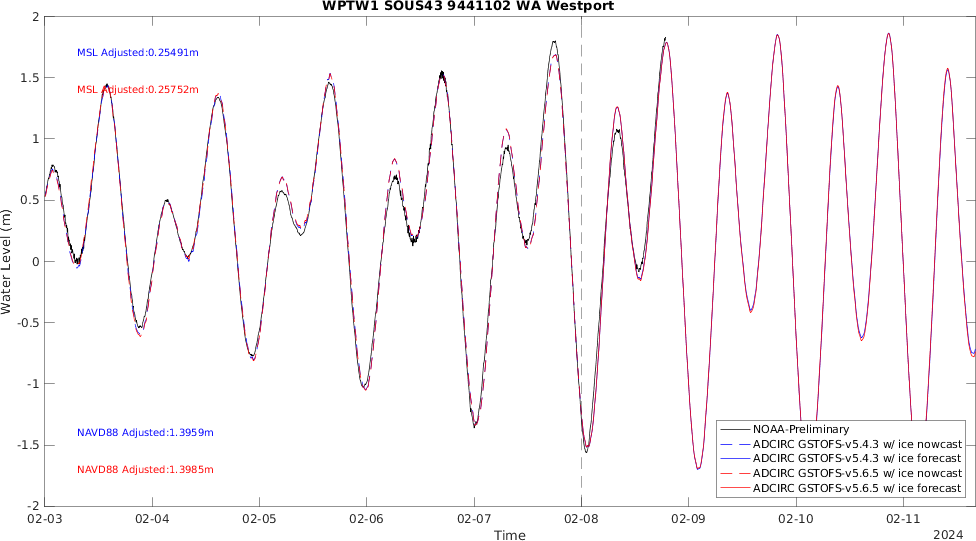 WPTW1 SOUS43 9441102 WA Westport
2
1.5
1
0.5
0
-0.5
-1
-1.5
-2
Water Level (m)
MSL Adjusted:0.25491m
MSL Adjusted:0.25752m
NAVD88 Adjusted:1.3959m
NAVD88 Adjusted:1.3985m
NOAA-Preliminary
ADCIRC GSTOFS-v5.4.3 w/ ice nowcast
ADCIRC GSTOFS-v5.4.3 w/ ice forecast
ADCIRC GSTOFS-v5.6.5 w/ ice nowcast
ADCIRC GSTOFS-v5.6.5 w/ ice forecast
02-03 02-04 02-05 02-06 02-07 02-08 02-09 02-10 02-11
Time
2024